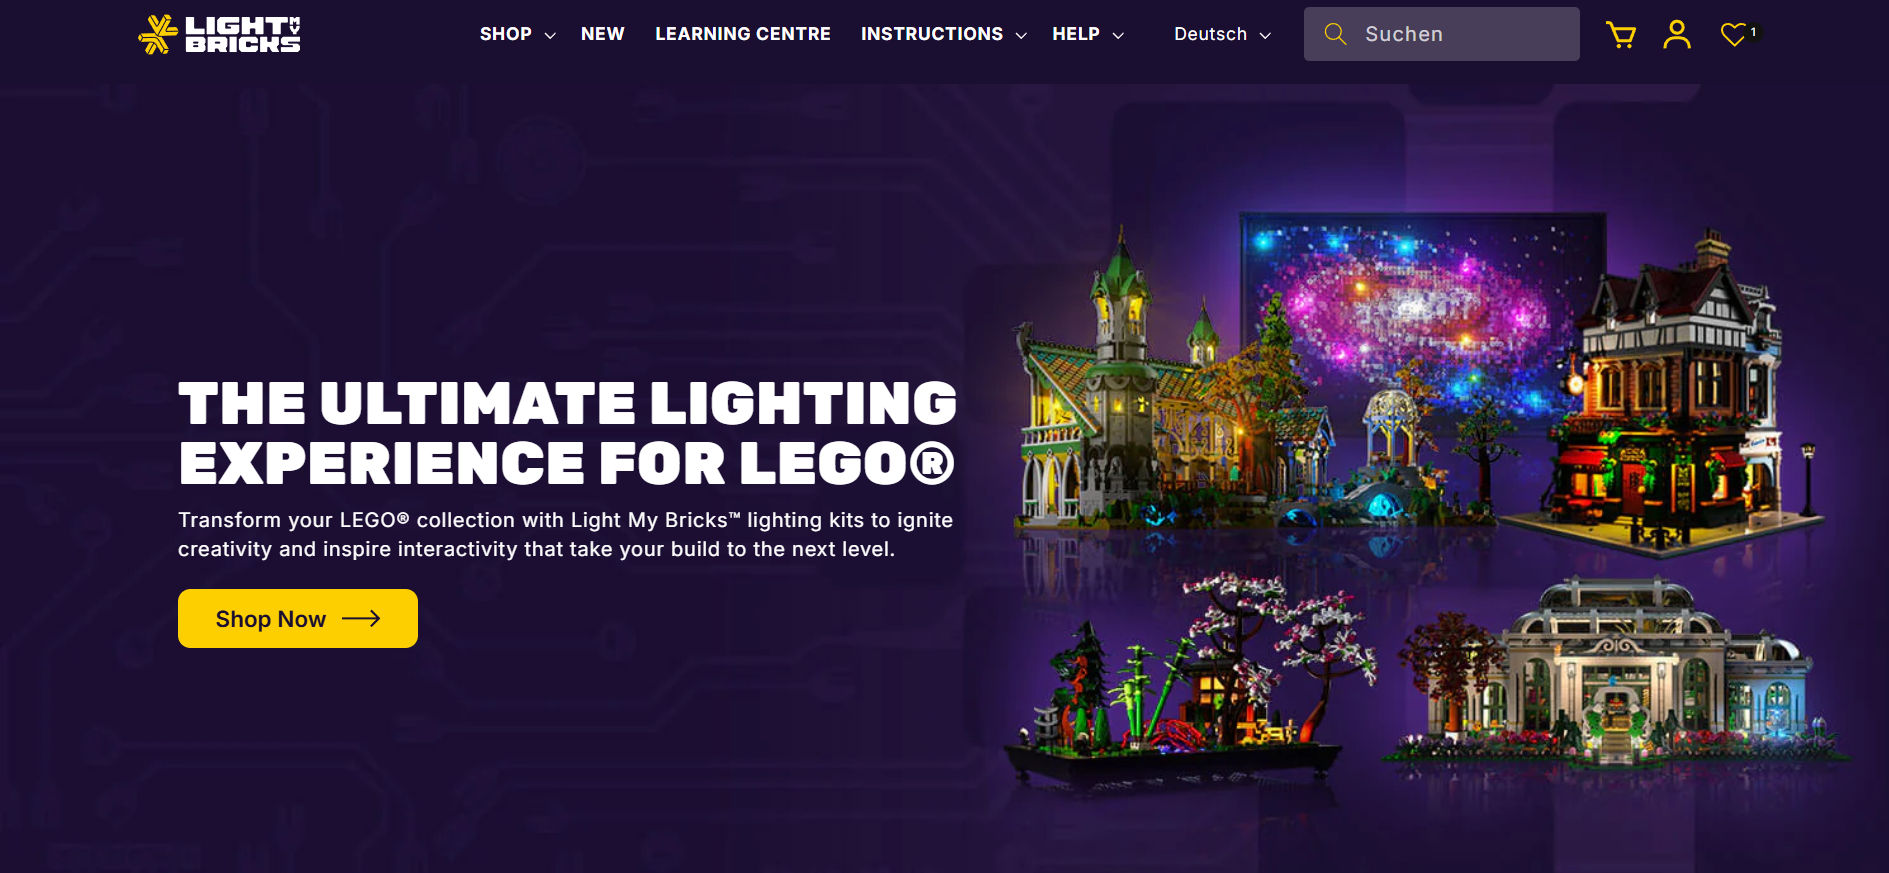 LIGHT MY
BRICKS
SHOP
NEW
LEARNING CENTRE
INSTRUCTIONS
HELP
Deutsch
Suchen
1
THE ULTIMATE LIGHTING
EXPERIENCE FOR LEGO®
Transform your LEGO® collection with Light My Bricks™ lighting kits to ignite
creativity and inspire interactivity that take your build to the next level.
Shop Now